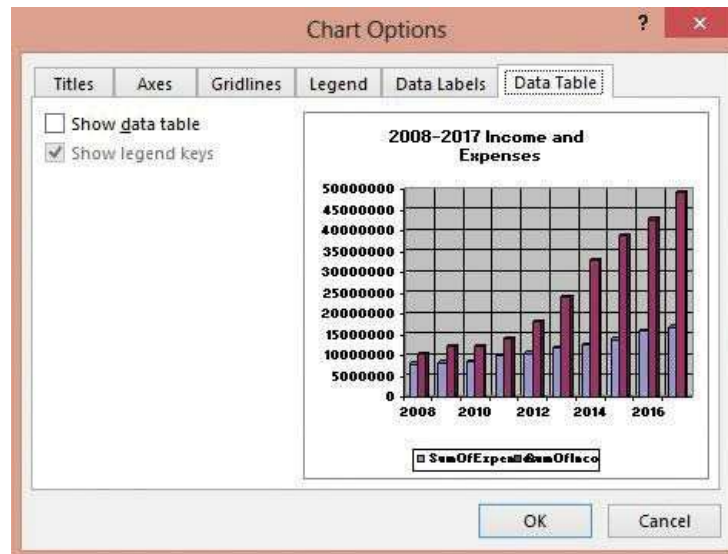 Chart Options ? ×
Titles Axes Gridlines Legend Data Labels Data Table
Show data table
Show legend keys
2008-2017 Income and
Expenses
50000000
45000000
40000000
35000000
30000000
25000000
20000000
15000000
10000000
5000000
0
2008 2010 2012 2014 2016
SumOfExpen SumOfInco
OK Cancel